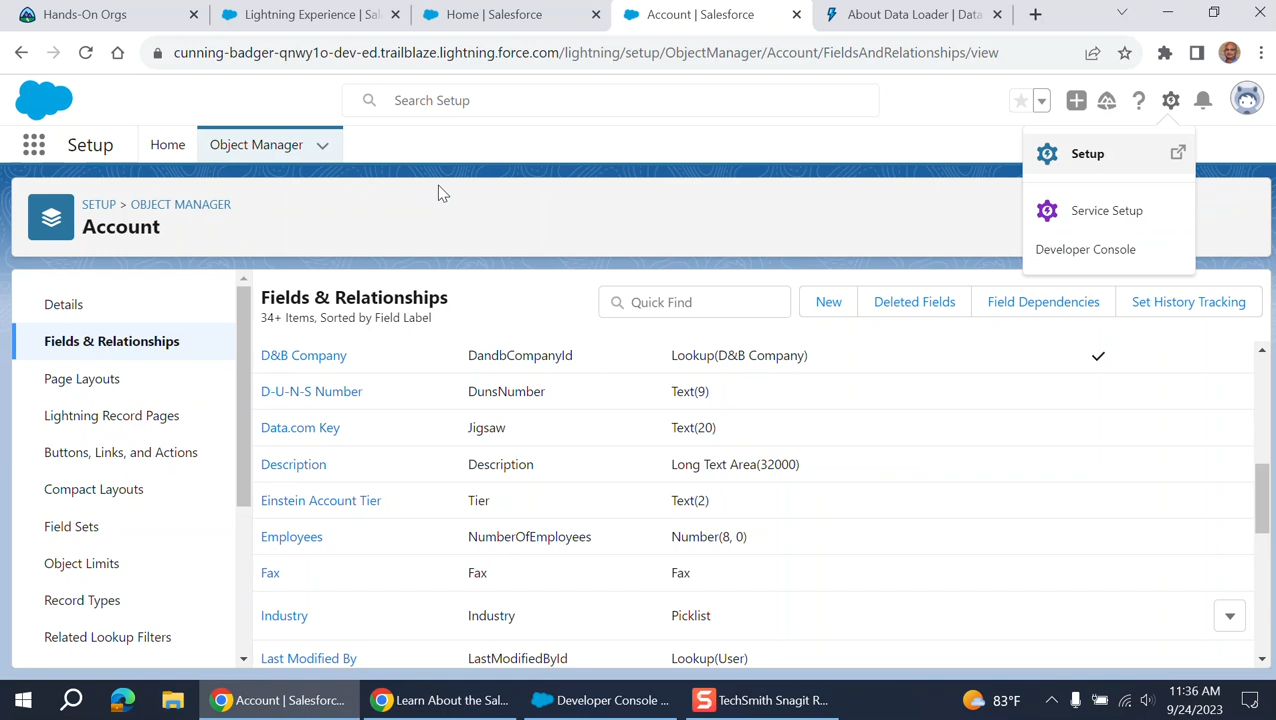 Hands-On Orgs
Lightning Experience | Sal
Home | Salesforce
Account | Salesforce
About Data Loader | Data
cunning-badger-qnwy1o-dev-ed.trailblaze.lightning.force.com/lightning/setup/ObjectManager/Account/FieldsAndRelationships/view
Search Setup
Setup
Home
Object Manager
Setup
Service Setup
Developer Console
SETUP > OBJECT MANAGER
Account
Details
Fields & Relationships
Page Layouts
Lightning Record Pages
Buttons, Links, and Actions
Compact Layouts
Field Sets
Object Limits
Record Types
Related Lookup Filters
Fields & Relationships
34+ Items, Sorted by Field Label
Quick Find
New
Deleted Fields
Field Dependencies
Set History Tracking
D&B Company DandbCompanyId Lookup(D&B Company)
D-U-N-S Number DunsNumber Text(9)
Data.com Key Jigsaw Text(20)
Description Description Long Text Area(32000)
Einstein Account Tier Tier Text(2)
Employees NumberOfEmployees Number(8, 0)
Fax Fax Fax
Industry Industry Picklist
Last Modified By LastModifiedById Lookup(User)
Account | Salesforc...
Learn About the Sal...
Developer Console ...
S TechSmith Snagit R...
83°F
11:36 AM
9/24/2023